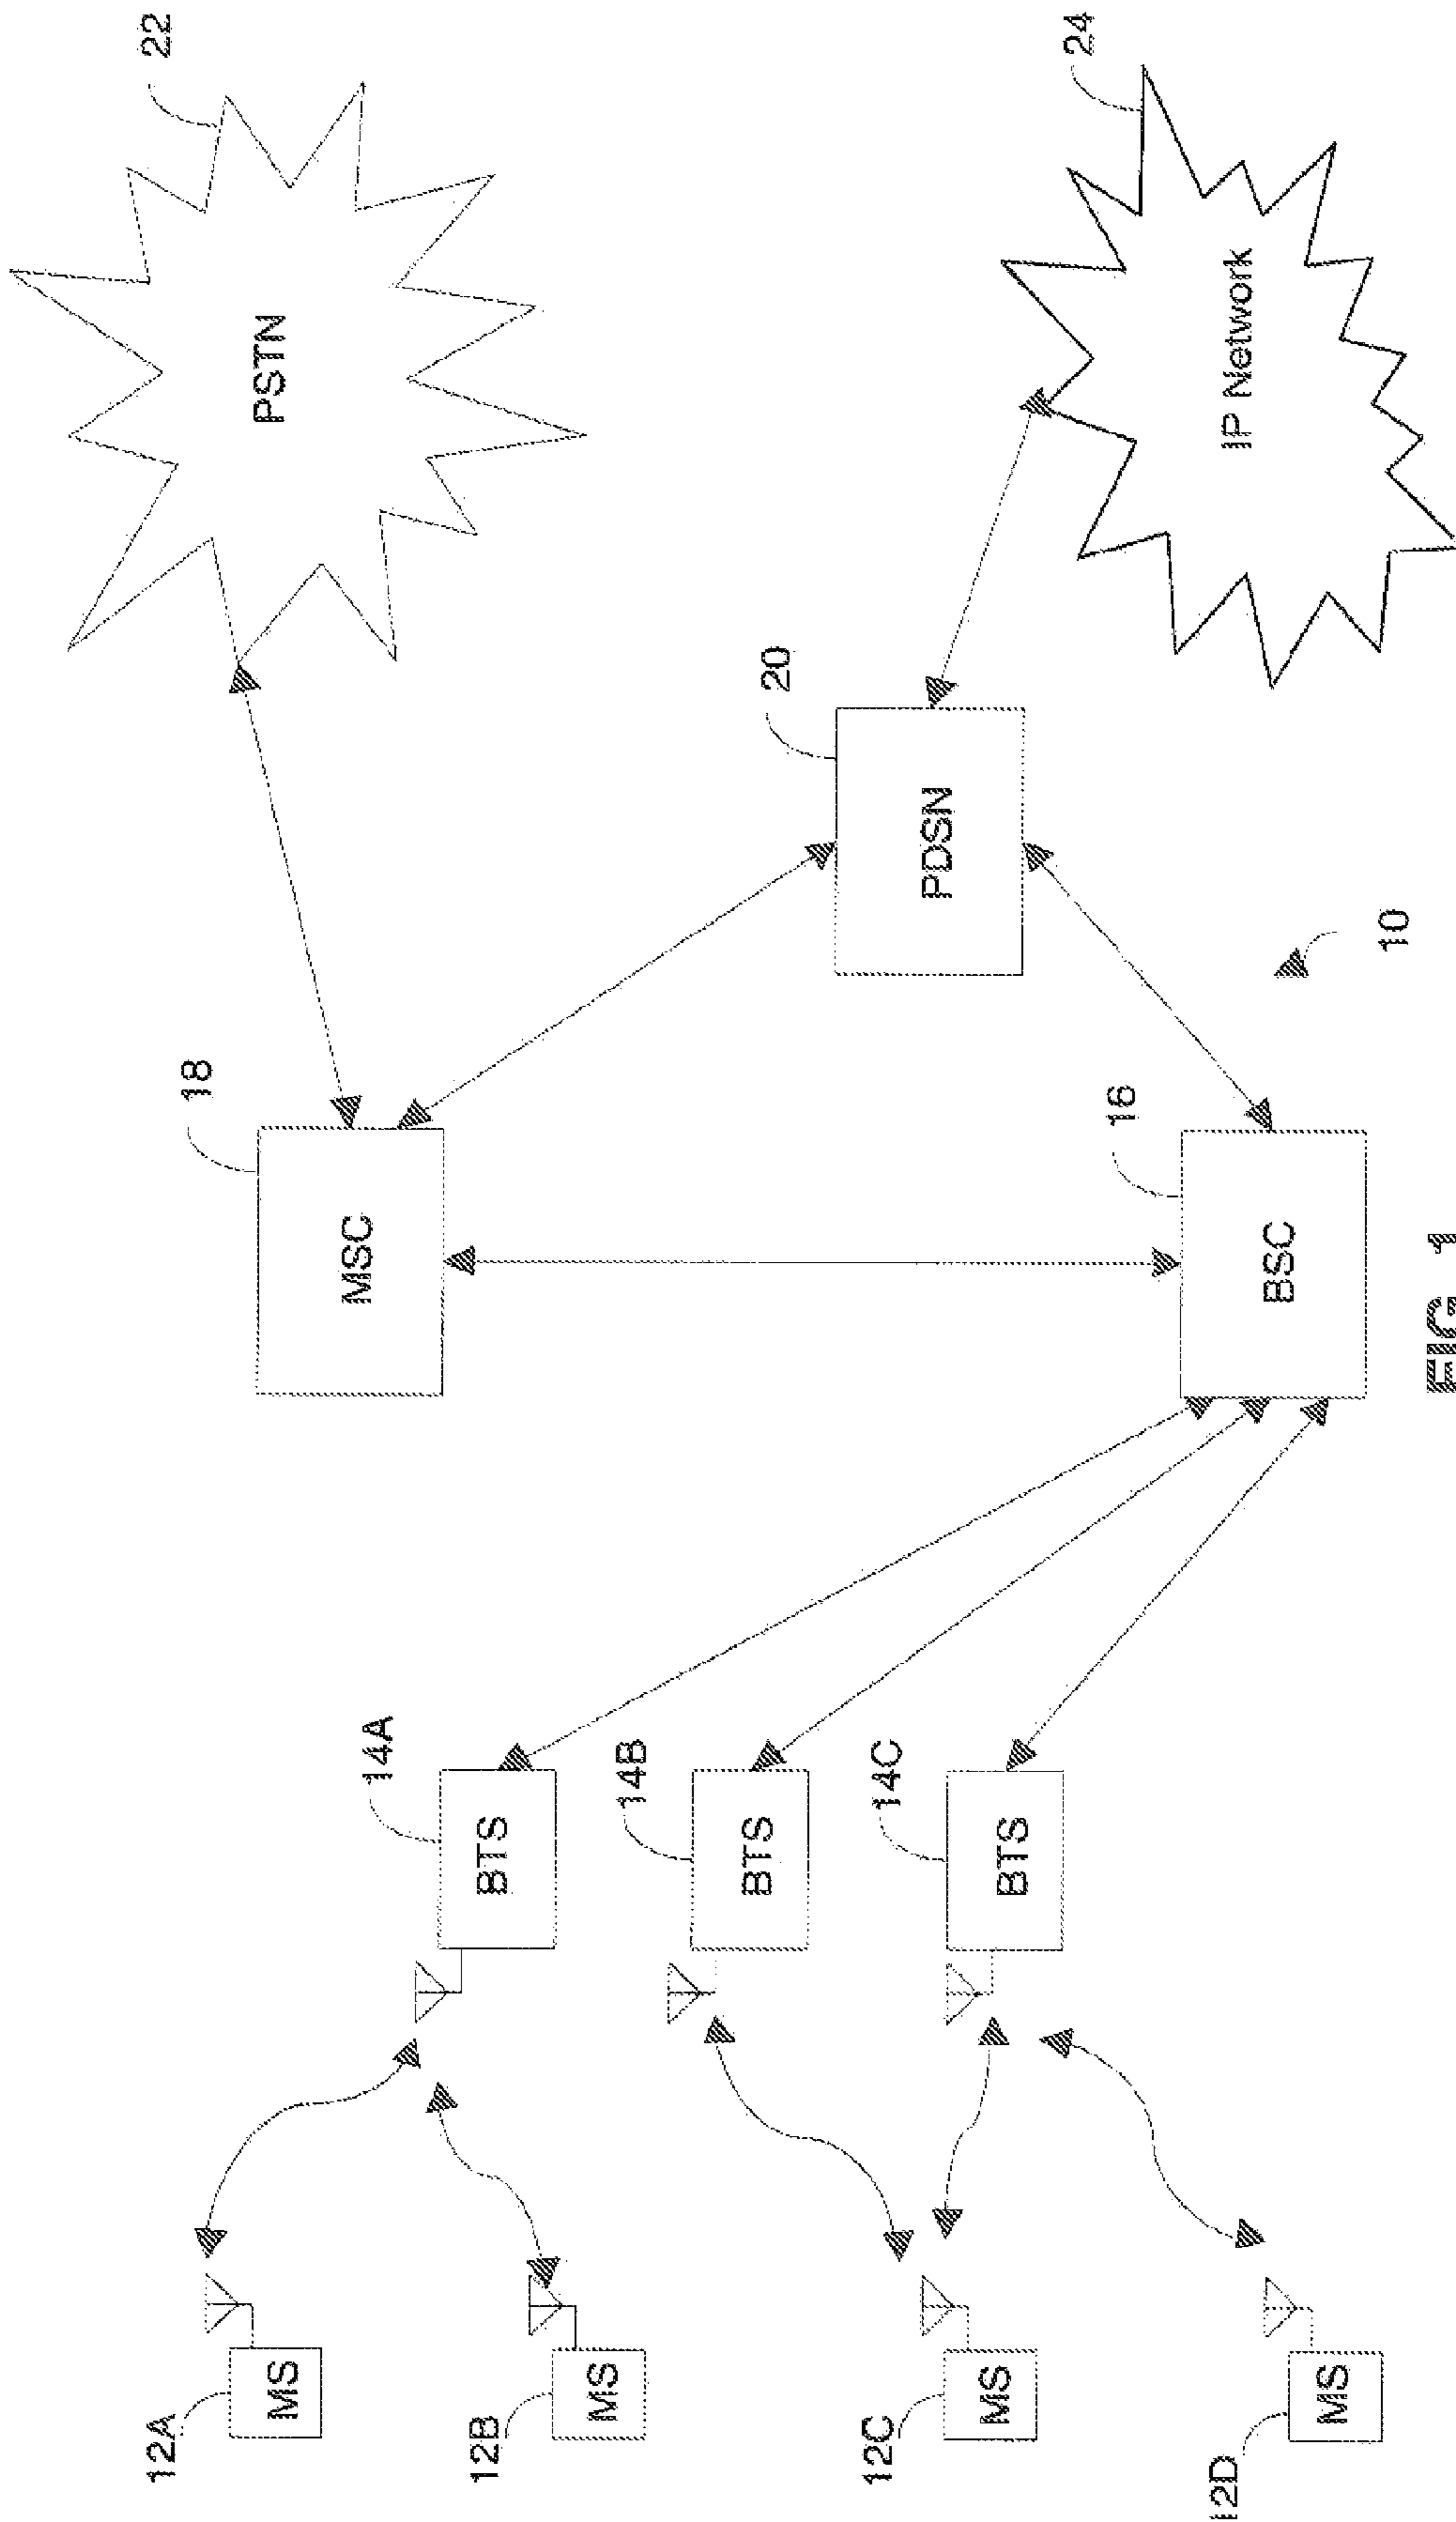 12A
MS
12B
MS
12C
MS
12D
MS
14A
BTS
14B
BTS
14C
BTS
18
MSC
16
BSC
20
PDSN
10
22
PSTN
24
IP Network
FIG. 1